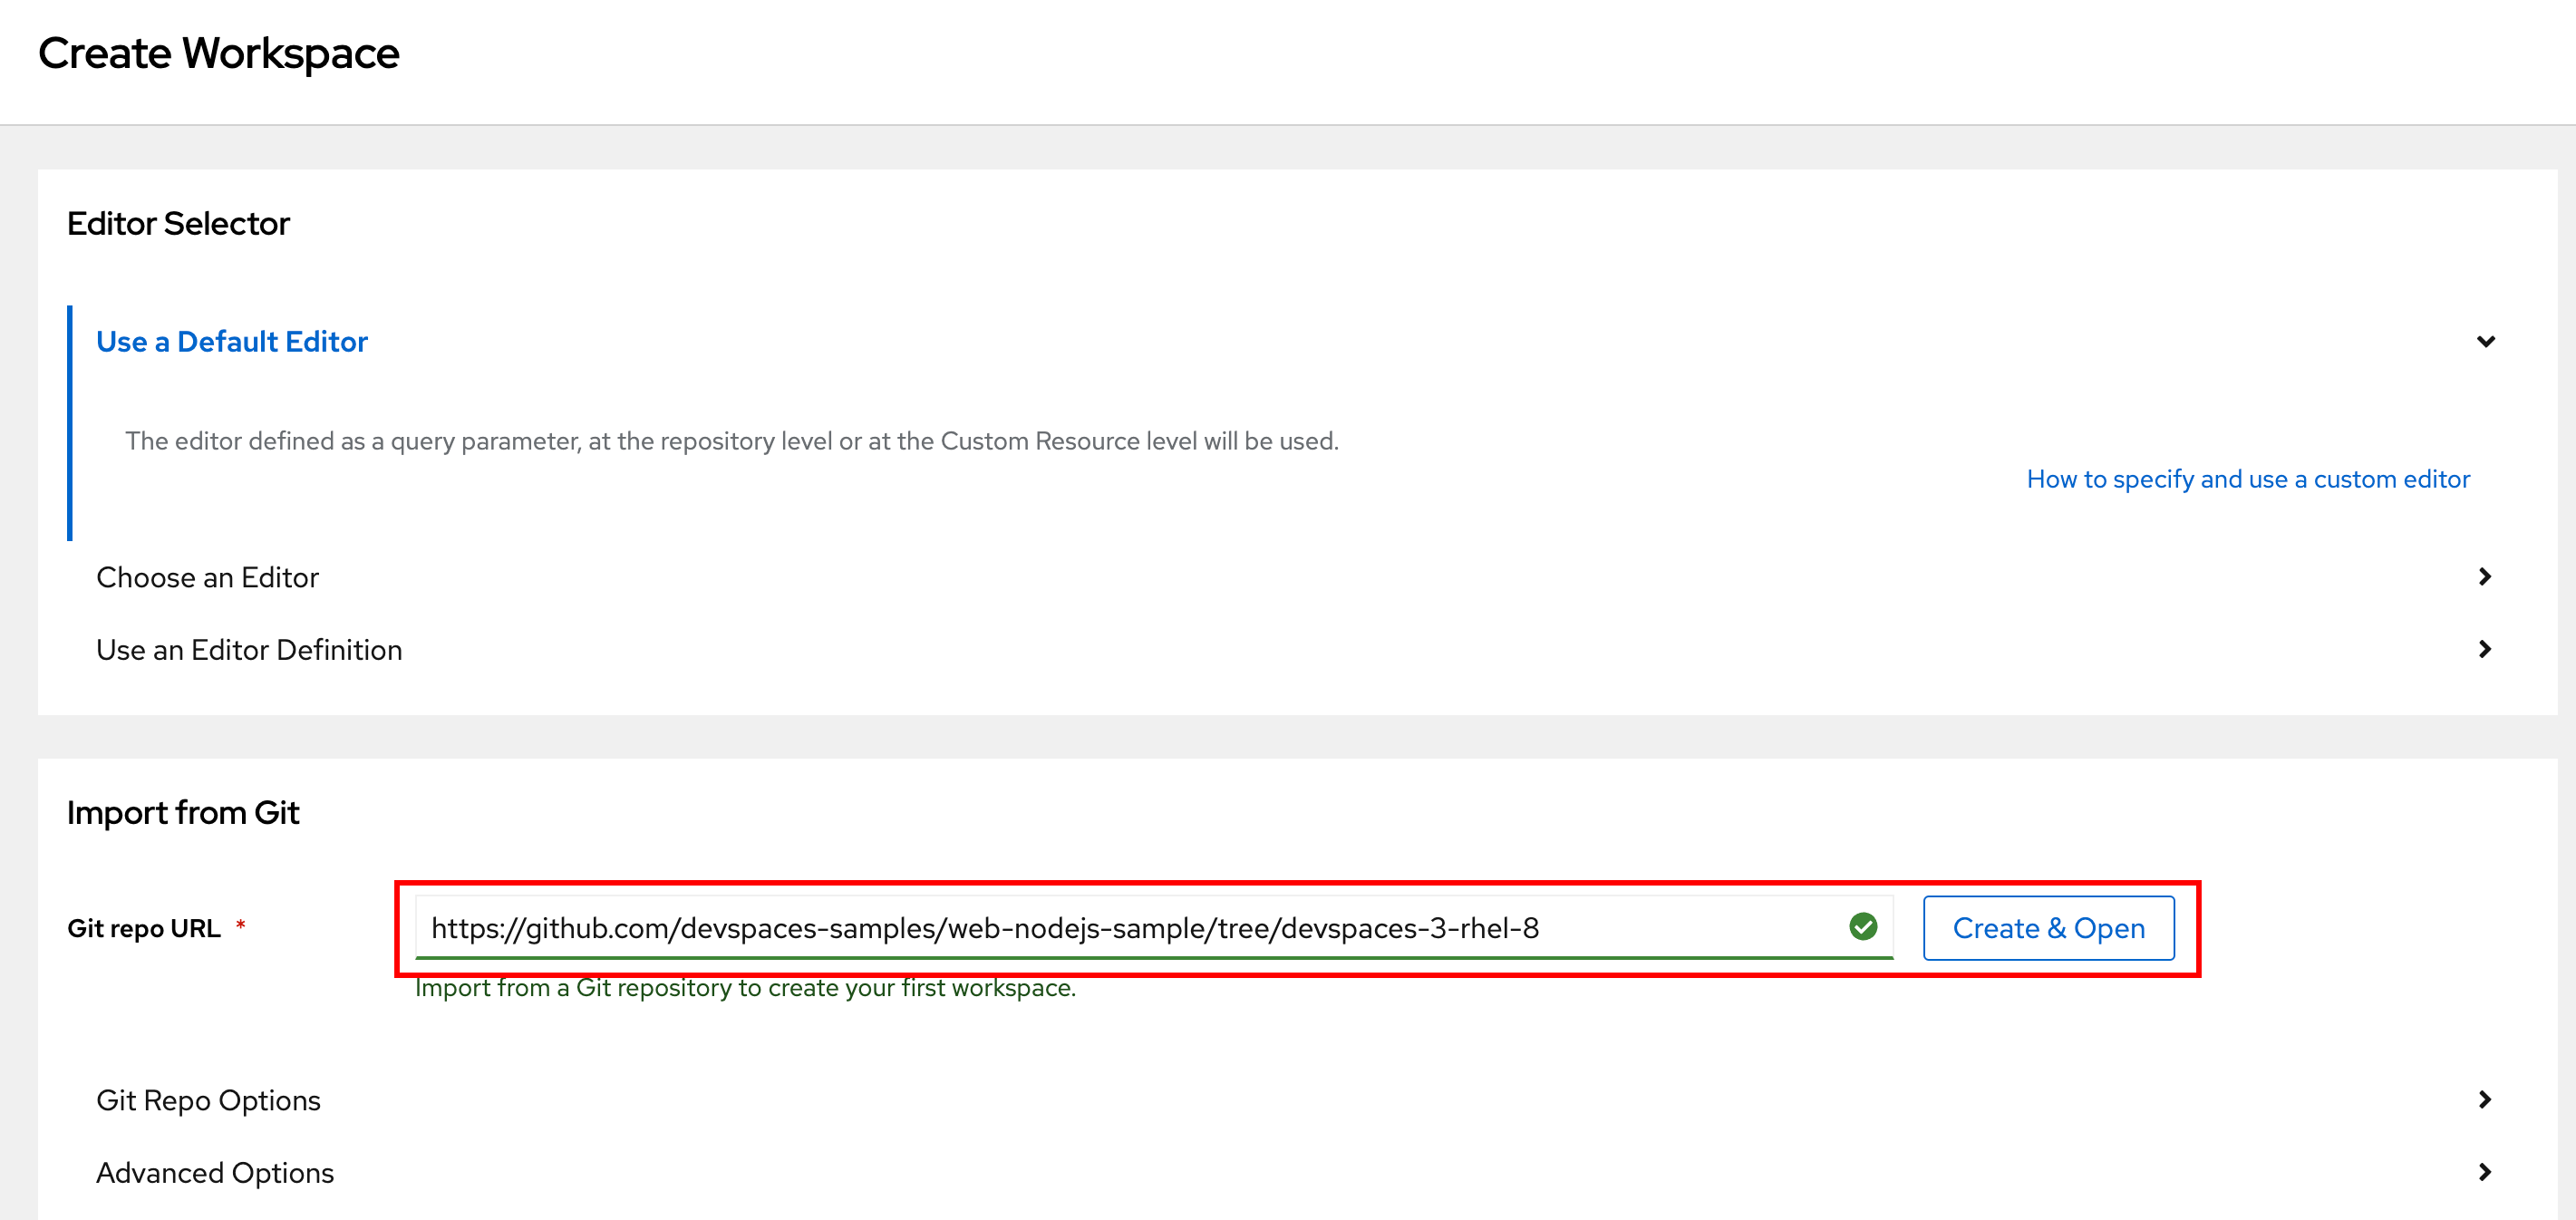 Create Workspace
Editor Selector
Use a Default Editor
The editor defined as a query parameter, at the repository level or at the Custom Resource level will be used.
How to specify and use a custom editor
Choose an Editor
Use an Editor Definition
Import from Git
Git repo URL * https://github.com/devspaces-samples/web-nodejs-sample/tree/devspaces-3-rhel-8 Create & Open
Import from a Git repository to create your first workspace.
Git Repo Options
Advanced Options